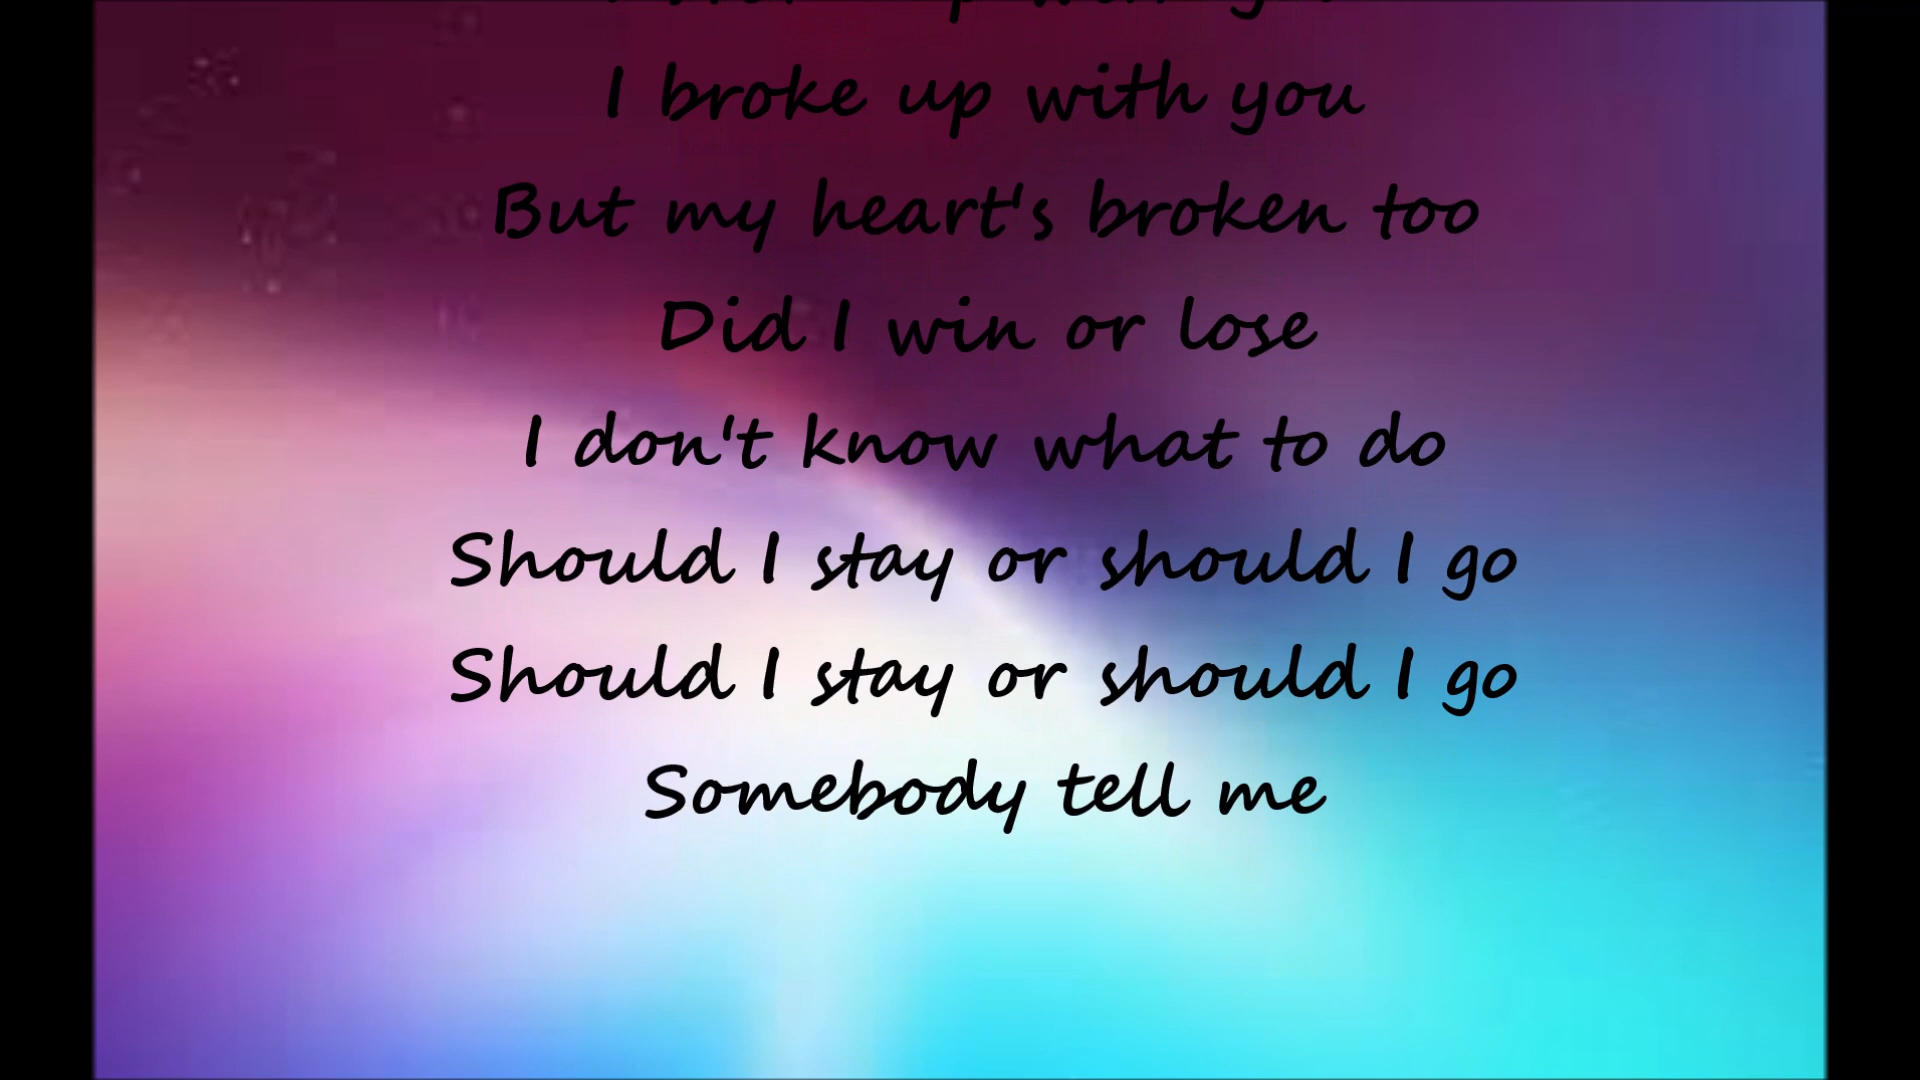 I broke up with you
But my heart's broken too
Did I win or lose
I don't know what to do
Should I stay or should I go
Should I stay or should I go
Somebody tell me